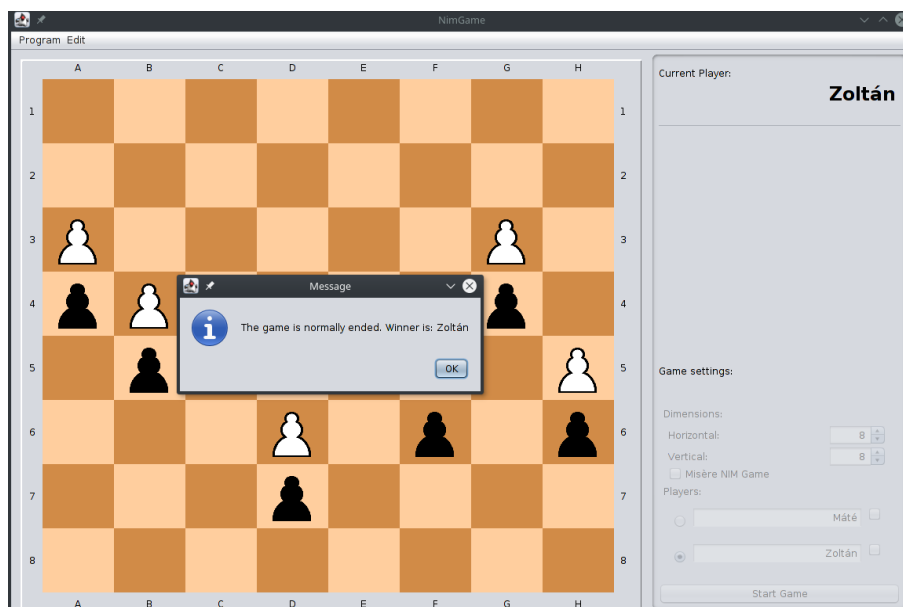 NimGame
Program Edit
A B C D E F G H
1 1
2 2
3 3
4 4
5 5
6 6
7 7
8 8
A B C D E F G H
Message
The game is normally ended. Winner is: Zoltán
OK
Current Player:
Zoltán
Game settings:
Dimensions:
Horizontal: 8
Vertical: 8
Misère NIM Game
Players:
Máté
Zoltán
Start Game